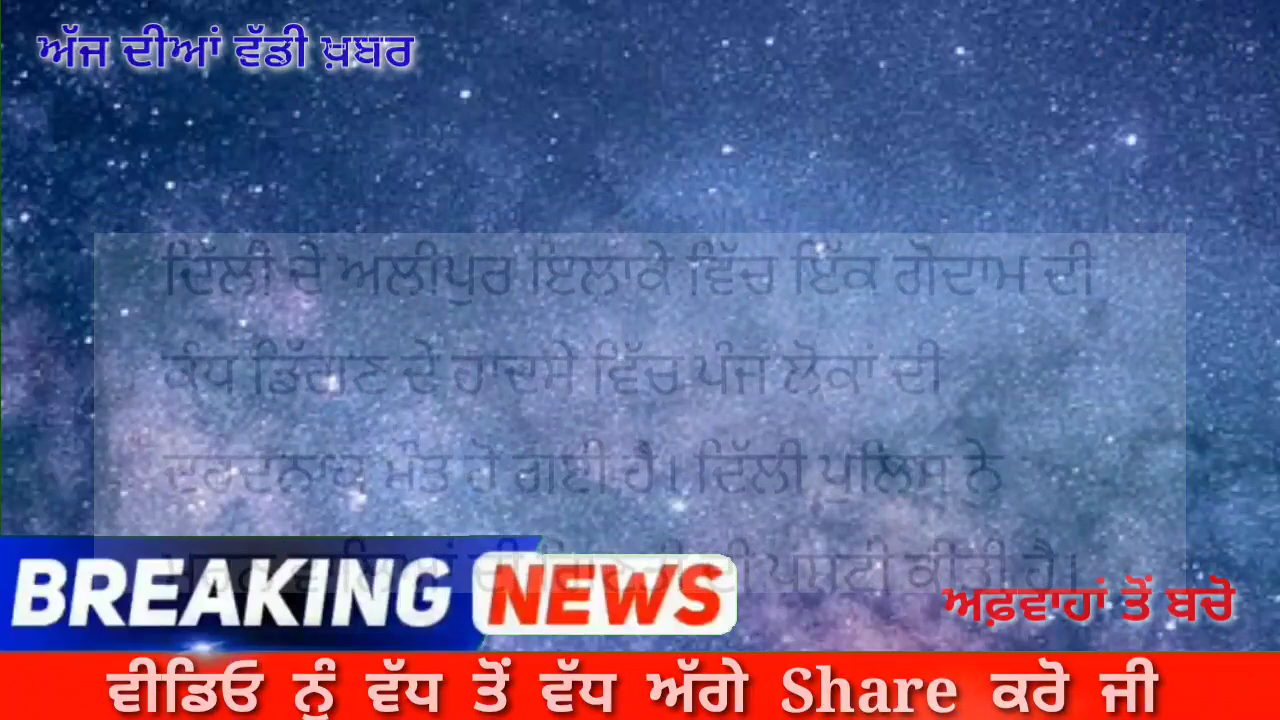 ਅੱਜ ਦੀਆਂ ਵੱਡੀ ਖ਼ਬਰ
ਦਿੱਲੀ ਦੇ ਅਲੀਪੁਰ ਇਲਾਕੇ ਵਿੱਚ ਇੱਕ ਗੋਦਾਮ ਦੀ
ਕੰਧ ਡਿੱਗਣ ਦੇ ਹਾਦਸੇ ਵਿੱਚ ਪੰਜ ਲੋਕਾਂ ਦੀ
ਦਰਦਨਾਕ ਮੌਤ ਹੋ ਗਈ ਹੈ। ਦਿੱਲੀ ਪੁਲਿਸ ਨੇ
ਪੁਸ਼ਟੀ ਕੀਤੀ ਹੈ।
BREAKING NEWS
ਅਫ਼ਵਾਹਾਂ ਤੋਂ ਬਚੋ
ਵੀਡਿਓ ਨੂੰ ਵੱਧ ਤੋਂ ਵੱਧ ਅੱਗੇ Share ਕਰੋ ਜੀ